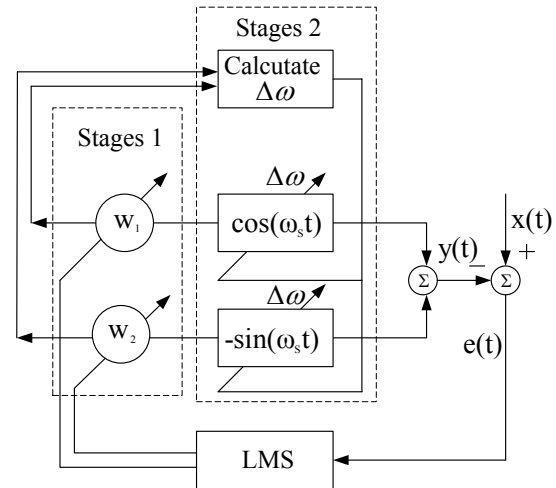 Stages 2
Calcutate
Δω
Stages 1
Δω
w₁
cos(ωₛt)
x(t)
y(t)
−
+
Σ
Σ
Δω
w₂
-sin(ωₛt)
e(t)
LMS